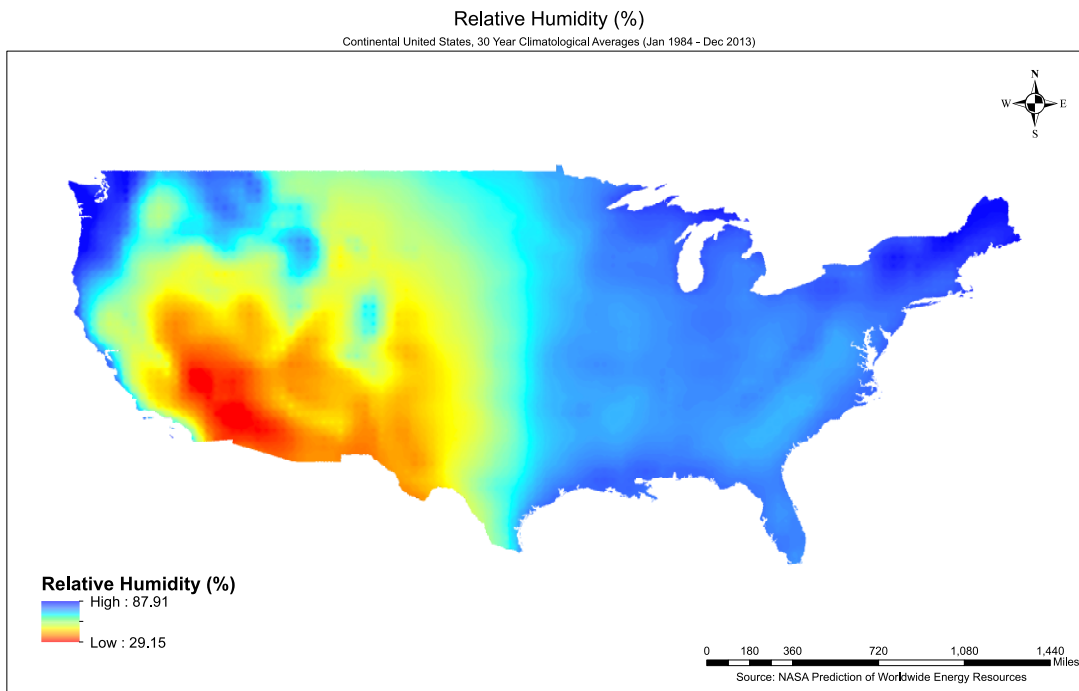 Relative Humidity (%)
Continental United States, 30 Year Climatological Averages (Jan 1984 - Dec 2013)
N
W E
S
Relative Humidity (%)
High : 87.91
Low : 29.15
0 180 360 720 1,080 1,440
Miles
Source: NASA Prediction of Worldwide Energy Resources